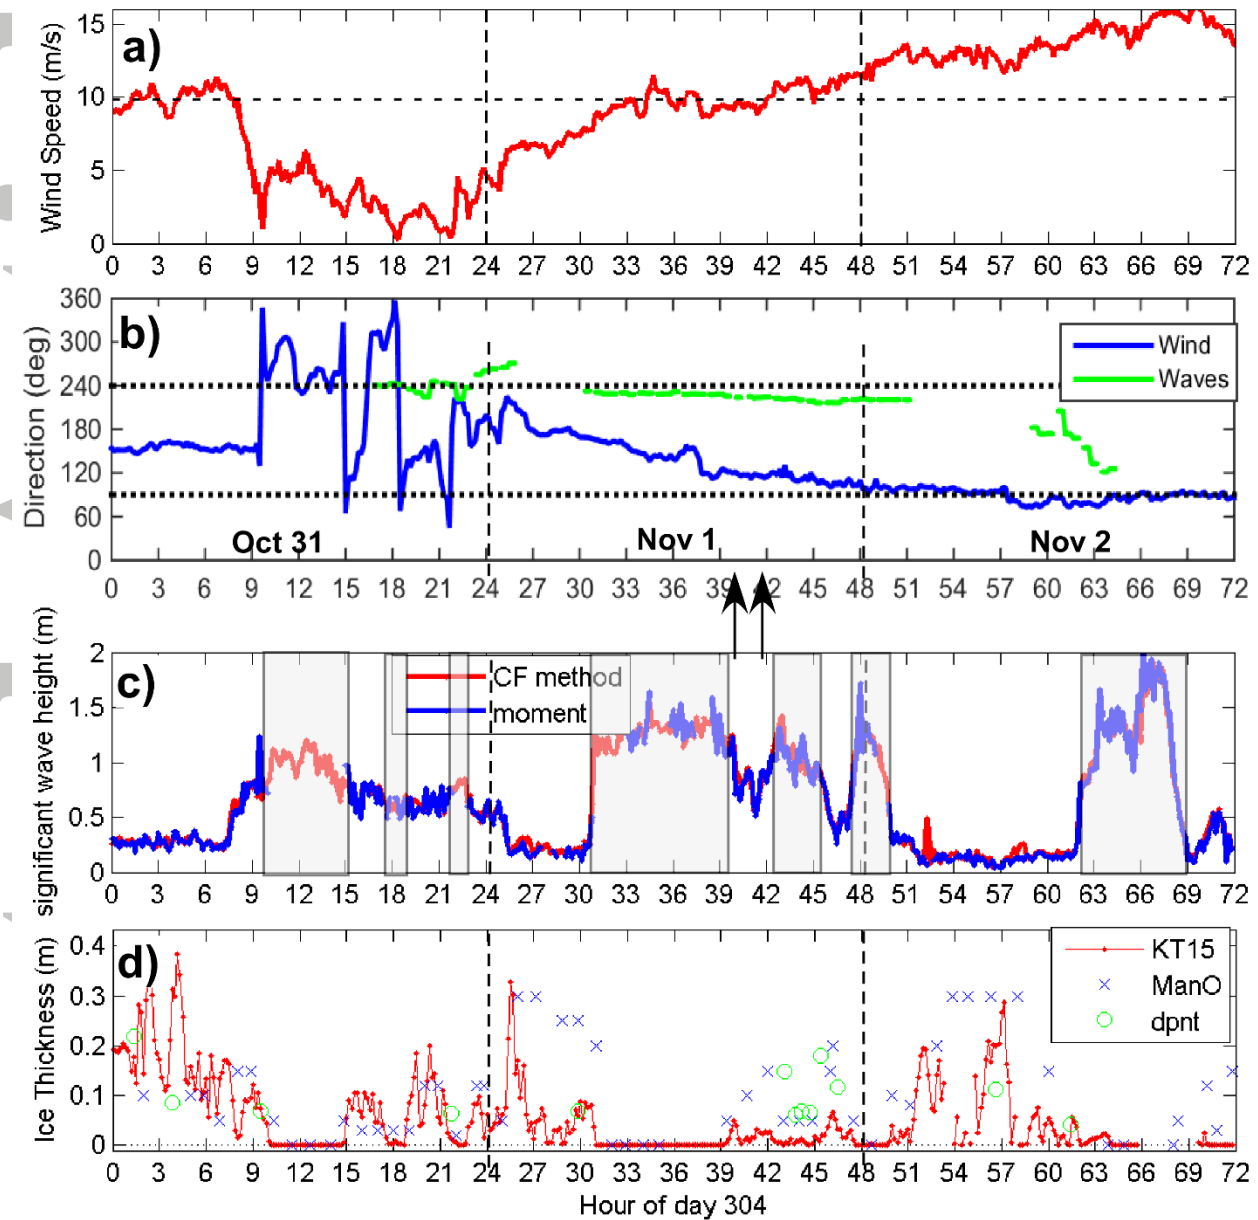 a)
Wind Speed (m/s)
15
10
5
0
0 3 6 9 12 15 18 21 24 27 30 33 36 39 42 45 48 51 54 57 60 63 66 69 72
b)
Direction (deg)
360
300
240
180
120
60
0
Wind
Waves
Oct 31 Nov 1 Nov 2
0 3 6 9 12 15 18 21 24 27 30 33 36 39 42 45 48 51 54 57 60 63 66 69 72
c)
significant wave height (m)
2
1.5
1
0.5
0
CF method
moment
0 3 6 9 12 15 18 21 24 27 30 33 36 39 42 45 48 51 54 57 60 63 66 69 72
d)
Ice Thickness (m)
0.4
0.3
0.2
0.1
0
KT15
ManO
dpnt
0 3 6 9 12 15 18 21 24 27 30 33 36 39 42 45 48 51 54 57 60 63 66 69 72
Hour of day 304